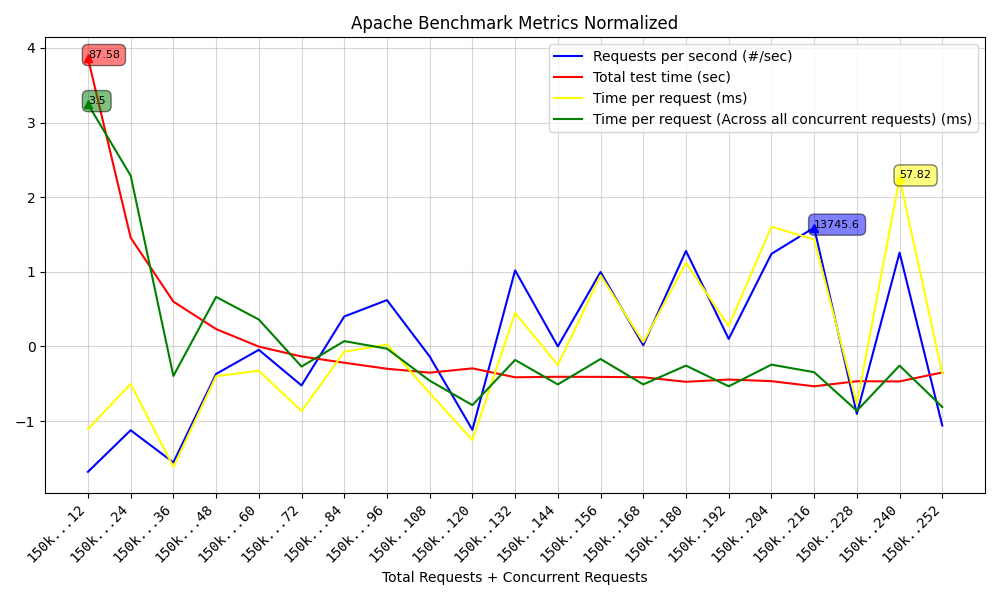 Apache Benchmark Metrics Normalized
4
3
2
1
0
−1
87.58
3.5
57.82
13745.6
Requests per second (#/sec)
Total test time (sec)
Time per request (ms)
Time per request (Across all concurrent requests) (ms)
150k...12
150k...24
150k...36
150k...48
150k...60
150k...72
150k...84
150k...96
150k..108
150k..120
150k..132
150k..144
150k..156
150k..168
150k..180
150k..192
150k..204
150k..216
150k..228
150k..240
150k..252
Total Requests + Concurrent Requests